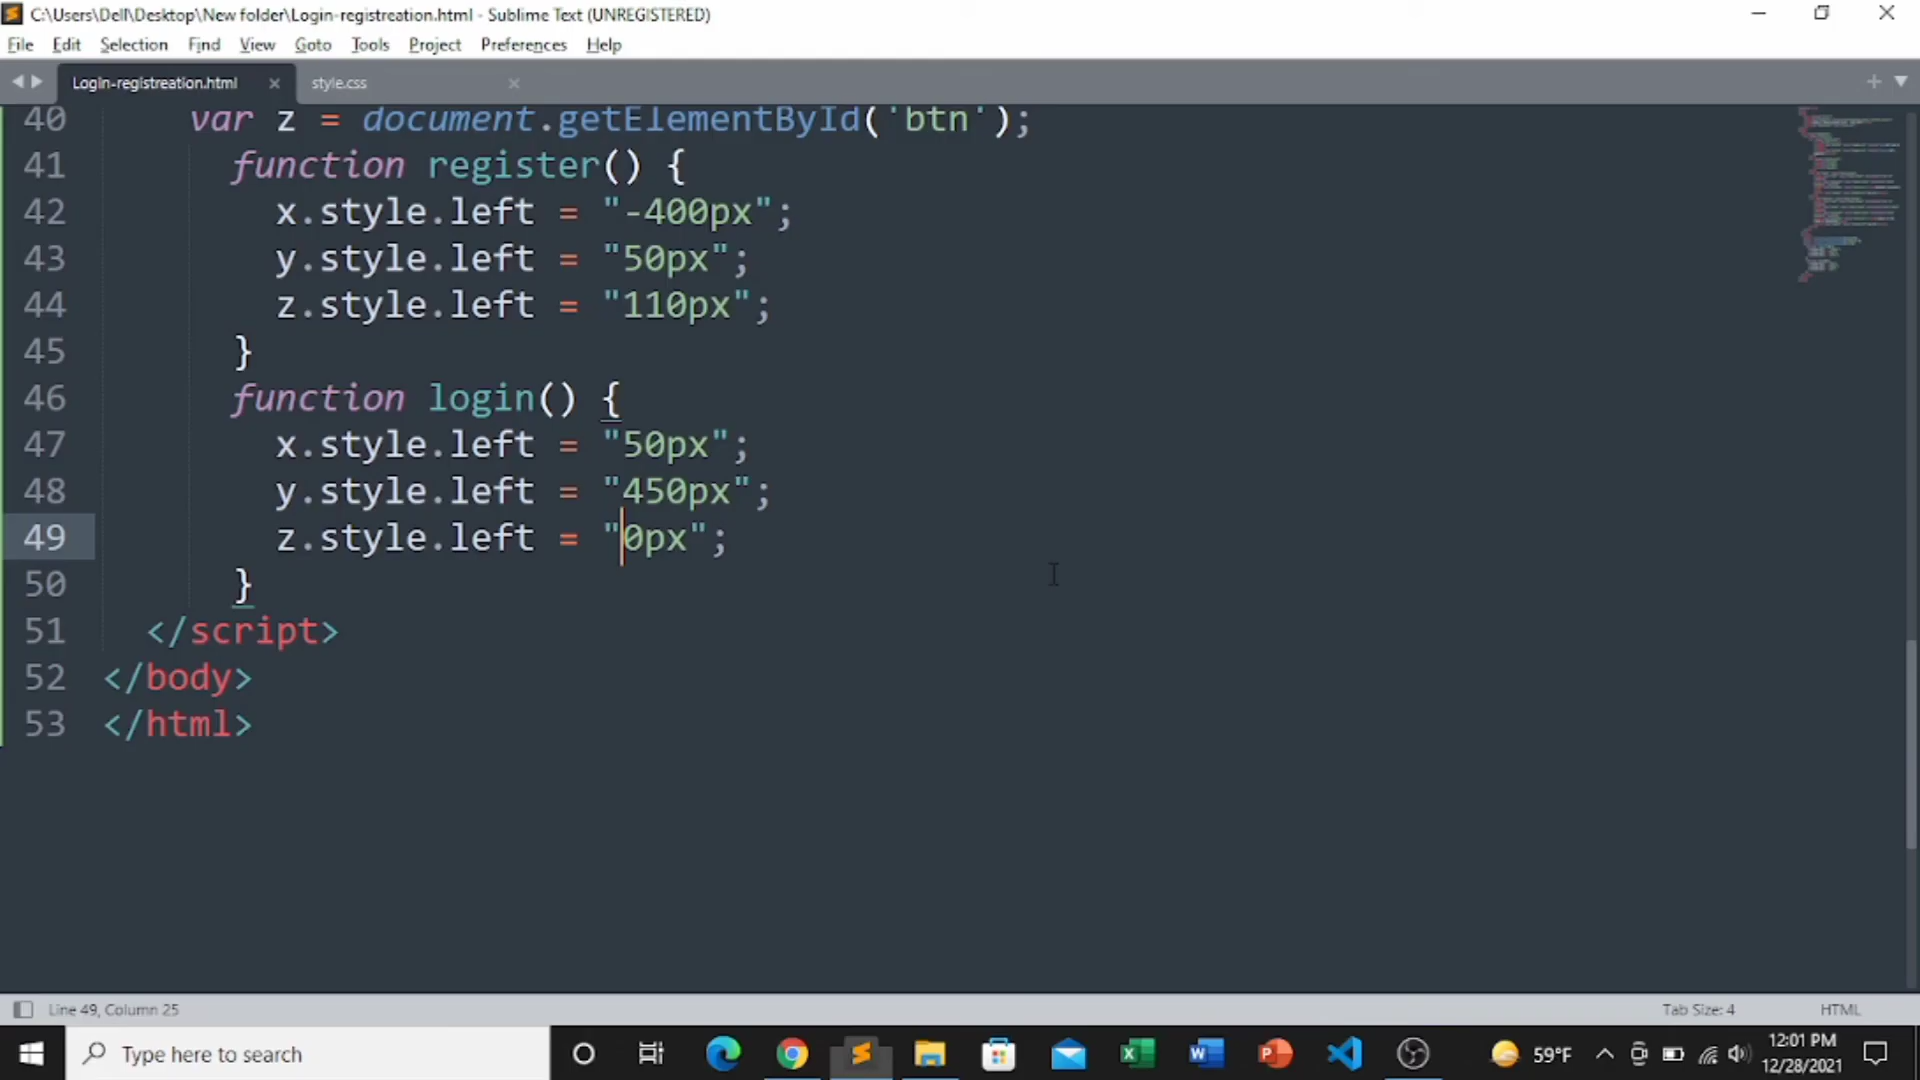 C:\Users\Dell\Desktop\New folder\Login-registreation.html - Sublime Text (UNREGISTERED)
File Edit Selection Find View Goto Tools Project Preferences Help
Login-registreation.html style.css
40 var z = document.getElementById('btn');
41 function register() {
42 x.style.left = "-400px";
43 y.style.left = "50px";
44 z.style.left = "110px";
45 }
46 function login() {
47 x.style.left = "50px";
48 y.style.left = "450px";
49 z.style.left = "0px";
50 }
51 </script>
52 </body>
53 </html>
Line 49, Column 25 Tab Size: 4 HTML
Type here to search 59°F 12:01 PM
12/28/2021